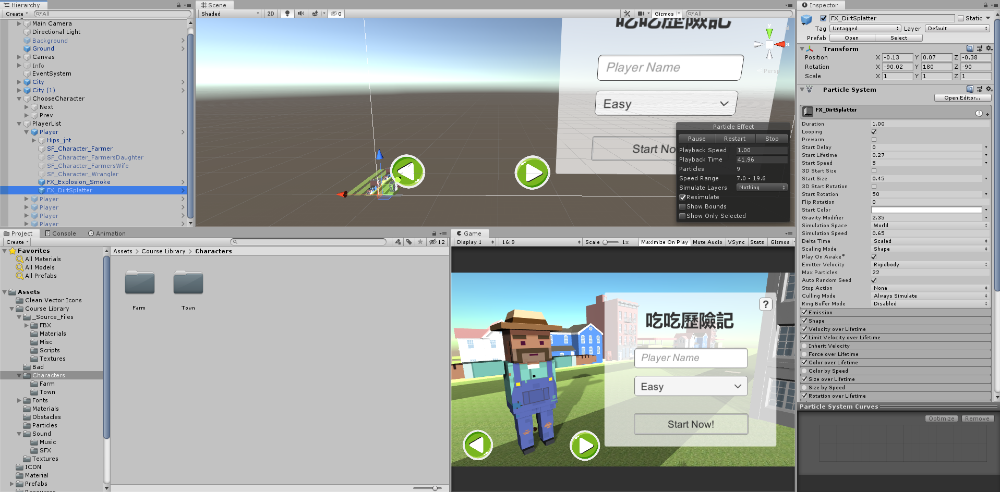 Hierarchy
Create
All
Main Camera
Directional Light
Background
Ground
Canvas
Info
EventSystem
City
City (1)
ChooseCharacter
Next
Prev
PlayerList
Player
Hips_jnt
SF_Character_Farmer
SF_Character_FarmersDaughter
SF_Character_FarmersWife
SF_Character_Wrangler
FX_Explosion_Smoke
FX_DirtSplatter
Player
Player
Player
Player
Scene
Shaded
2D
0
Gizmos
All
吃吃歷險記
Player Name
Easy
Start No
y
x
Persp
Particle Effect
Pause Restart Stop
Playback Speed 1.00
Playback Time 41.96
Particles 9
Speed Range 7.0 - 19.6
Simulate Layers Nothing
Resimulate
Show Bounds
Show Only Selected
Project Console Animation
Create
12
Favorites
All Materials
All Models
All Prefabs
Assets
Clean Vector Icons
Course Library
_Source_Files
FBX
Materials
Misc
Scripts
Textures
Bad
Characters
Farm
Town
Fonts
Materials
Obstacles
Particles
Sound
Music
SFX
Textures
ICON
Material
Prefabs
Resources
Assets > Course Library > Characters
Farm
Town
Game
Display 1 16:9 Scale 1x Maximize On Play Mute Audio VSync Stats Gizmos
?
吃吃歷險記
Player Name
Easy
Start Now!
Inspector
FX_DirtSplatter Static
Tag Untagged Layer Default
Prefab Open Select
Transform
Position X -0.13 Y 0.07 Z -0.38
Rotation X -90.02 Y 180 Z -90
Scale X 1 Y 1 Z 1
Particle System
Open Editor...
FX_DirtSplatter
Duration 1.00
Looping
Prewarm
Start Delay 0
Start Lifetime 0.27
Start Speed 5
3D Start Size
Start Size 0.45
3D Start Rotation
Start Rotation 50
Flip Rotation 0
Start Color
Gravity Modifier 2.35
Simulation Space World
Simulation Speed 0.65
Delta Time Scaled
Scaling Mode Shape
Play On Awake*
Emitter Velocity Rigidbody
Max Particles 22
Auto Random Seed
Stop Action None
Culling Mode Always Simulate
Ring Buffer Mode Disabled
Emission
Shape
Velocity over Lifetime
Limit Velocity over Lifetime
Inherit Velocity
Force over Lifetime
Color over Lifetime
Color by Speed
Size over Lifetime
Size by Speed
Rotation over Lifetime
Particle System Curves
Optimize Remove